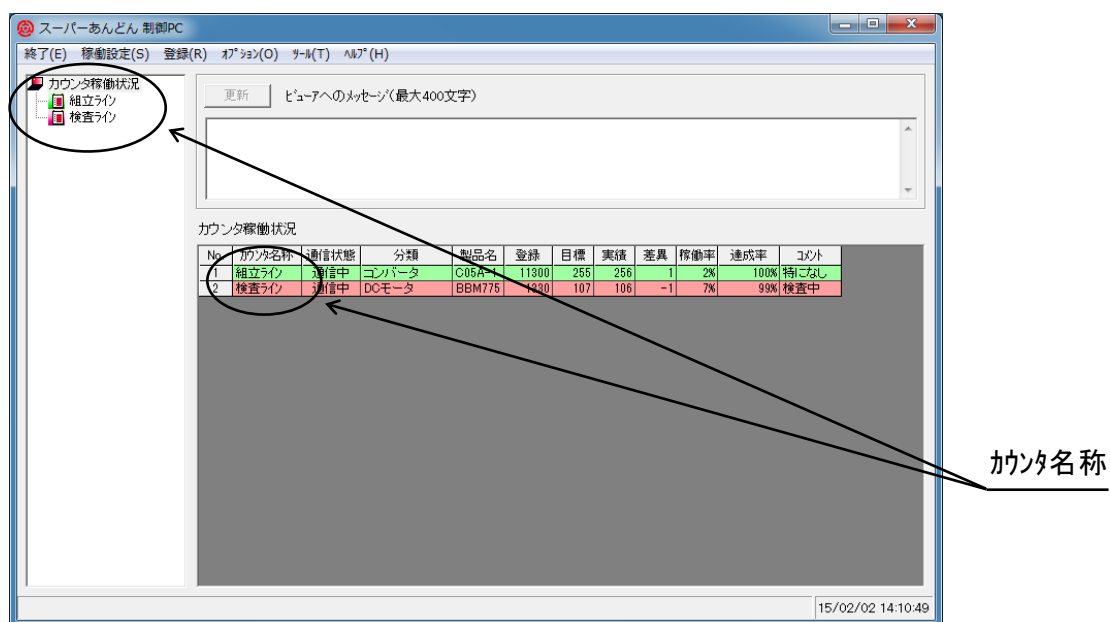 スーパーあんどん 制御PC
終了(E) 稼働設定(S) 登録(R) ｵﾌﾟｼｮﾝ(O) ﾂｰﾙ(T) ﾍﾙﾌﾟ(H)
カウンタ稼働状況
組立ﾗｲﾝ
検査ﾗｲﾝ
更新 ﾋﾞｭｰｱへのﾒｯｾｰｼﾞ(最大400文字)
カウンタ稼働状況
No ｶｳﾝﾀ名称 通信状態 分類 製品名 登録 目標 実績 差異 稼働率 達成率 ｺﾒﾝﾄ
1 組立ﾗｲﾝ 通信中 コンバータ C05A-1 11300 255 256 1 2% 100% 特になし
2 検査ﾗｲﾝ 通信中 DCモータ BBM775 1330 107 106 -1 7% 99% 検査中
ｶｳﾝﾀ名称
15/02/02 14:10:49